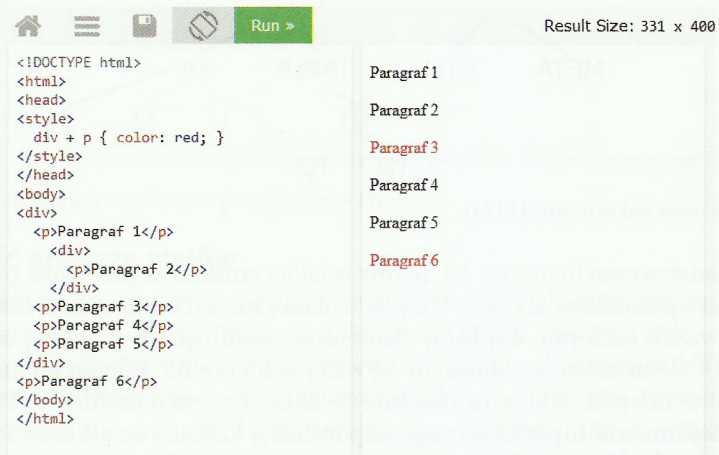 Run »
Result Size: 331 x 400
<!DOCTYPE html>
<html>
<head>
<style>
  div + p { color: red; }
</style>
</head>
<body>
<div>
  <p>Paragraf 1</p>
    <div>
      <p>Paragraf 2</p>
    </div>
  <p>Paragraf 3</p>
  <p>Paragraf 4</p>
  <p>Paragraf 5</p>
</div>
<p>Paragraf 6</p>
</body>
</html>
Paragraf 1
Paragraf 2
Paragraf 3
Paragraf 4
Paragraf 5
Paragraf 6